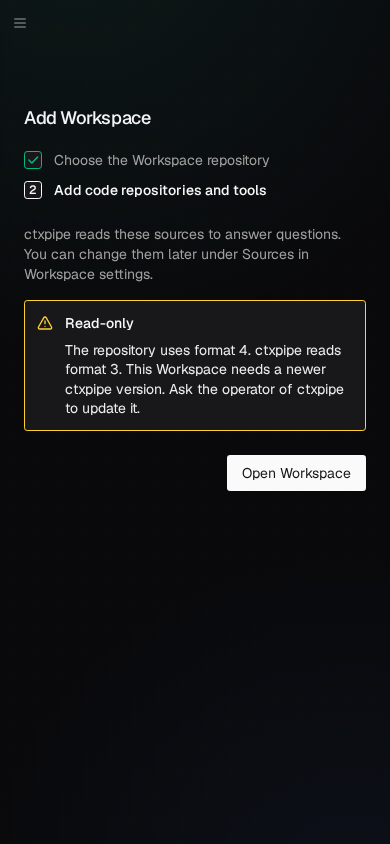 Add Workspace
Choose the Workspace repository
2 Add code repositories and tools
ctxpipe reads these sources to answer questions.
You can change them later under Sources in
Workspace settings.
Read-only
The repository uses format 4. ctxpipe reads
format 3. This Workspace needs a newer
ctxpipe version. Ask the operator of ctxpipe
to update it.
Open Workspace